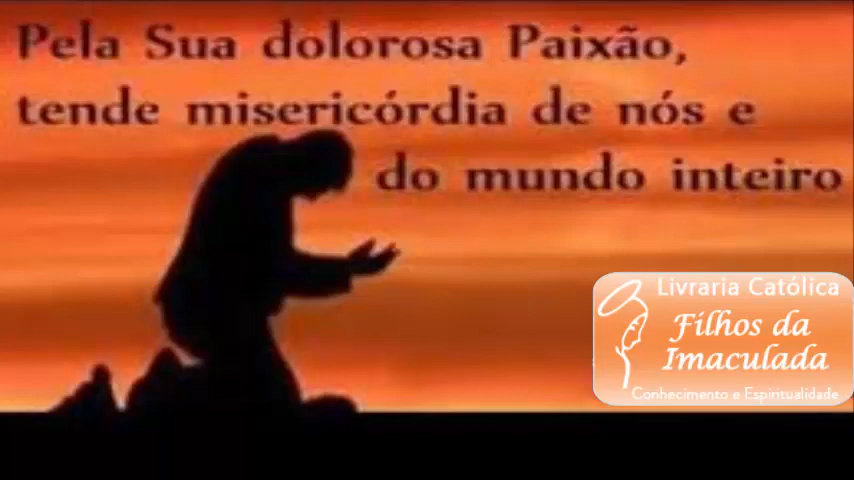 Pela Sua dolorosa Paixão,
tende misericórdia de nós e
do mundo inteiro
Livraria Católica
Filhos da
Imaculada
Conhecimento e Espiritualidade